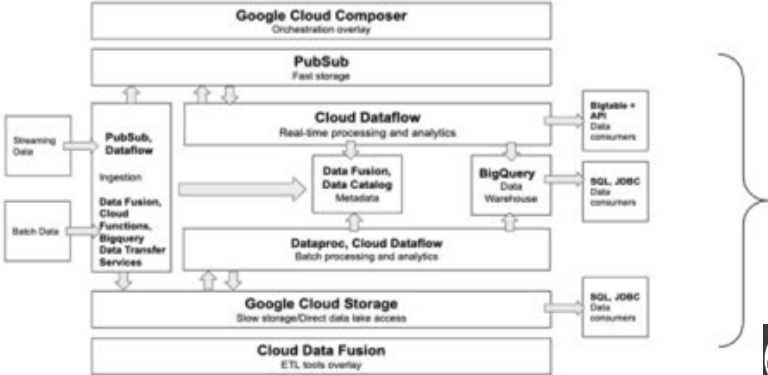 Google Cloud Composer
Orchestration overlay
PubSub
Fast storage
Streaming
Data
Batch Data
PubSub,
Dataflow
Ingestion
Data Fusion,
Cloud
Functions,
Bigquery
Data Transfer
Services
Cloud Dataflow
Real-time processing and analytics
Data Fusion,
Data Catalog
Metadata
BigQuery
Data
Warehouse
Dataproc, Cloud Dataflow
Batch processing and analytics
Bigtable +
API
Data
consumers
SQL, JDBC
Data
consumers
Google Cloud Storage
Slow storage/Direct data lake access
SQL, JDBC
Data
consumers
Cloud Data Fusion
ETL tools overlay